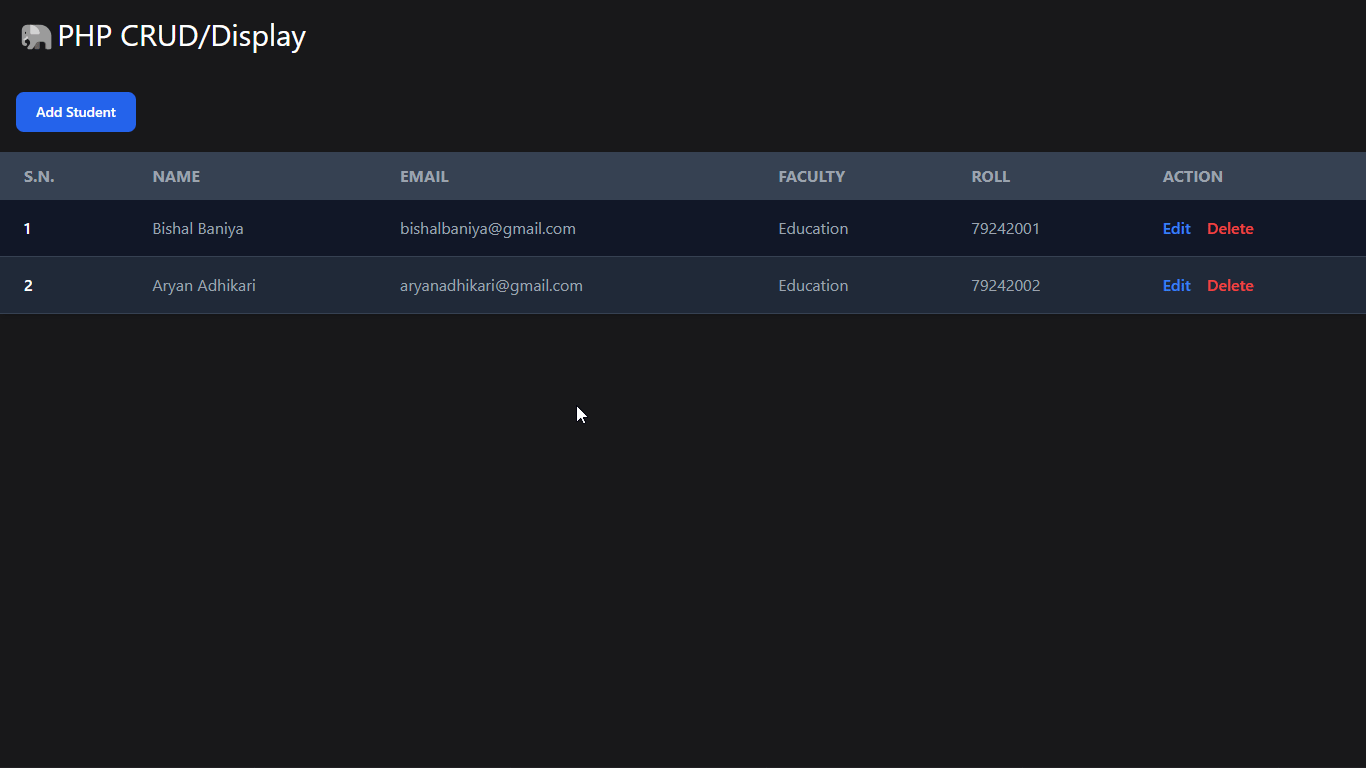 🐘 PHP CRUD/Display
Add Student
S.N. NAME EMAIL FACULTY ROLL ACTION
1 Bishal Baniya bishalbaniya@gmail.com Education 79242001 Edit Delete
2 Aryan Adhikari aryanadhikari@gmail.com Education 79242002 Edit Delete